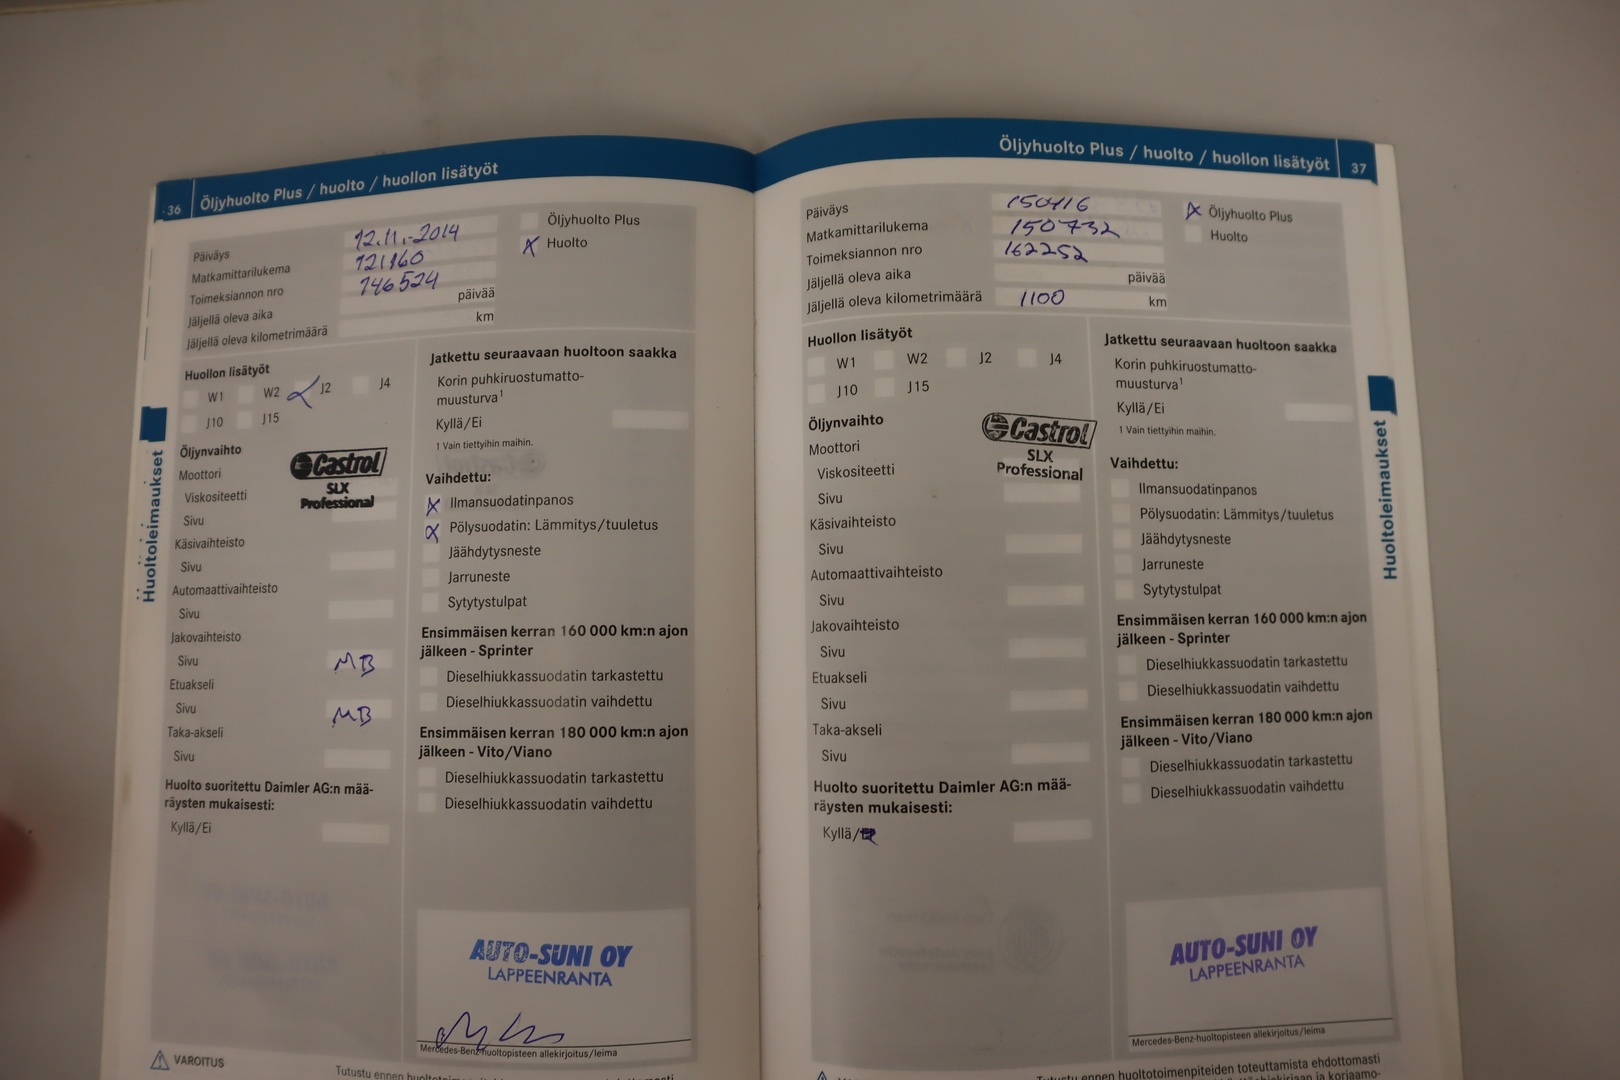 36 Öljyhuolto Plus / huolto / huollon lisätyöt
Päiväys 12.11.-2014
Matkamittarilukema 121160
Toimeksiannon nro 146524
Jäljellä oleva aika päivää
Jäljellä oleva kilometrimäärä km
Öljyhuolto Plus
X Huolto
Huollon lisätyöt
W1 W2 J2 J4
J10 J15
Öljynvaihto
Moottori
Viskositeetti
Sivu
Castrol
SLX
Professional
Käsivaihteisto
Sivu
Automaattivaihteisto
Sivu
Jakovaihteisto
Sivu MB
Etuakseli
Sivu MB
Taka-akseli
Sivu
Huolto suoritettu Daimler AG:n mää-
räysten mukaisesti:
Kyllä/Ei
Jatkettu seuraavaan huoltoon saakka
Korin puhkiruostumatto-
muusturva1
Kyllä/Ei
1 Vain tiettyihin maihin.
Vaihdettu:
X Ilmansuodatinpanos
X Pölysuodatin: Lämmitys/tuuletus
Jäähdytysneste
Jarruneste
Sytytystulpat
Ensimmäisen kerran 160 000 km:n ajon
jälkeen - Sprinter
Dieselhiukkassuodatin tarkastettu
Dieselhiukkassuodatin vaihdettu
Ensimmäisen kerran 180 000 km:n ajon
jälkeen - Vito/Viano
Dieselhiukkassuodatin tarkastettu
Dieselhiukkassuodatin vaihdettu
AUTO-SUNI OY
LAPPEENRANTA
Mercedes-Benz-huoltopisteen allekirjoitus/leima
VAROITUS
Tutustu ennen
Huoltoleimaukset
Öljyhuolto Plus / huolto / huollon lisätyöt 37
Päiväys 150416
Matkamittarilukema 150732
Toimeksiannon nro 162252
Jäljellä oleva aika päivää
Jäljellä oleva kilometrimäärä 1100 km
X Öljyhuolto Plus
Huolto
Huollon lisätyöt
W1 W2 J2 J4
J10 J15
Öljynvaihto
Moottori
Viskositeetti
Sivu
Castrol
SLX
Professional
Käsivaihteisto
Sivu
Automaattivaihteisto
Sivu
Jakovaihteisto
Sivu
Etuakseli
Sivu
Taka-akseli
Sivu
Huolto suoritettu Daimler AG:n mää-
räysten mukaisesti:
Kyllä/
Jatkettu seuraavaan huoltoon saakka
Korin puhkiruostumatto-
muusturva1
Kyllä/Ei
1 Vain tiettyihin maihin.
Vaihdettu:
Ilmansuodatinpanos
Pölysuodatin: Lämmitys/tuuletus
Jäähdytysneste
Jarruneste
Sytytystulpat
Ensimmäisen kerran 160 000 km:n ajon
jälkeen - Sprinter
Dieselhiukkassuodatin tarkastettu
Dieselhiukkassuodatin vaihdettu
Ensimmäisen kerran 180 000 km:n ajon
jälkeen - Vito/Viano
Dieselhiukkassuodatin tarkastettu
Dieselhiukkassuodatin vaihdettu
AUTO-SUNI OY
LAPPEENRANTA
Mercedes-Benz-huoltopisteen allekirjoitus/leima
Tutustu ennen huoltotoimenpiteiden toteuttamista ehdottomasti
ja korjaamo-
Huoltoleimaukset